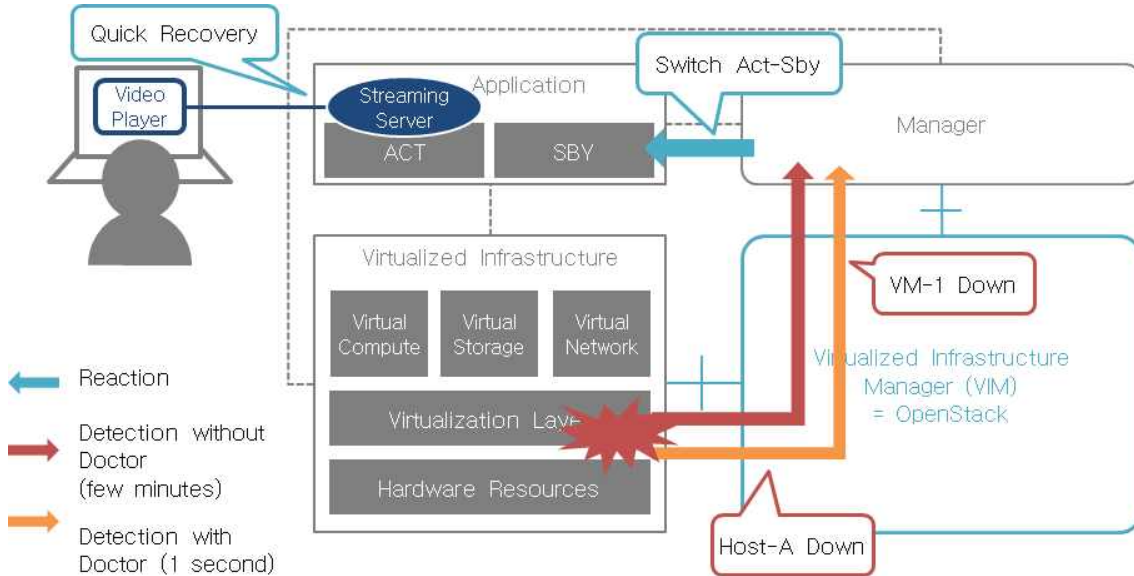 Quick Recovery
Switch Act-Sby
Video
Player
Application
Streaming
Server
ACT
SBY
Manager
Virtualized Infrastructure
Virtual
Compute
Virtual
Storage
Virtual
Network
Virtualization Laye
Hardware Resources
VM-1 Down
Virtualized Infrastructure
Manager (VIM)
= OpenStack
Host-A Down
Reaction
Detection without
Doctor
(few minutes)
Detection with
Doctor (1 second)